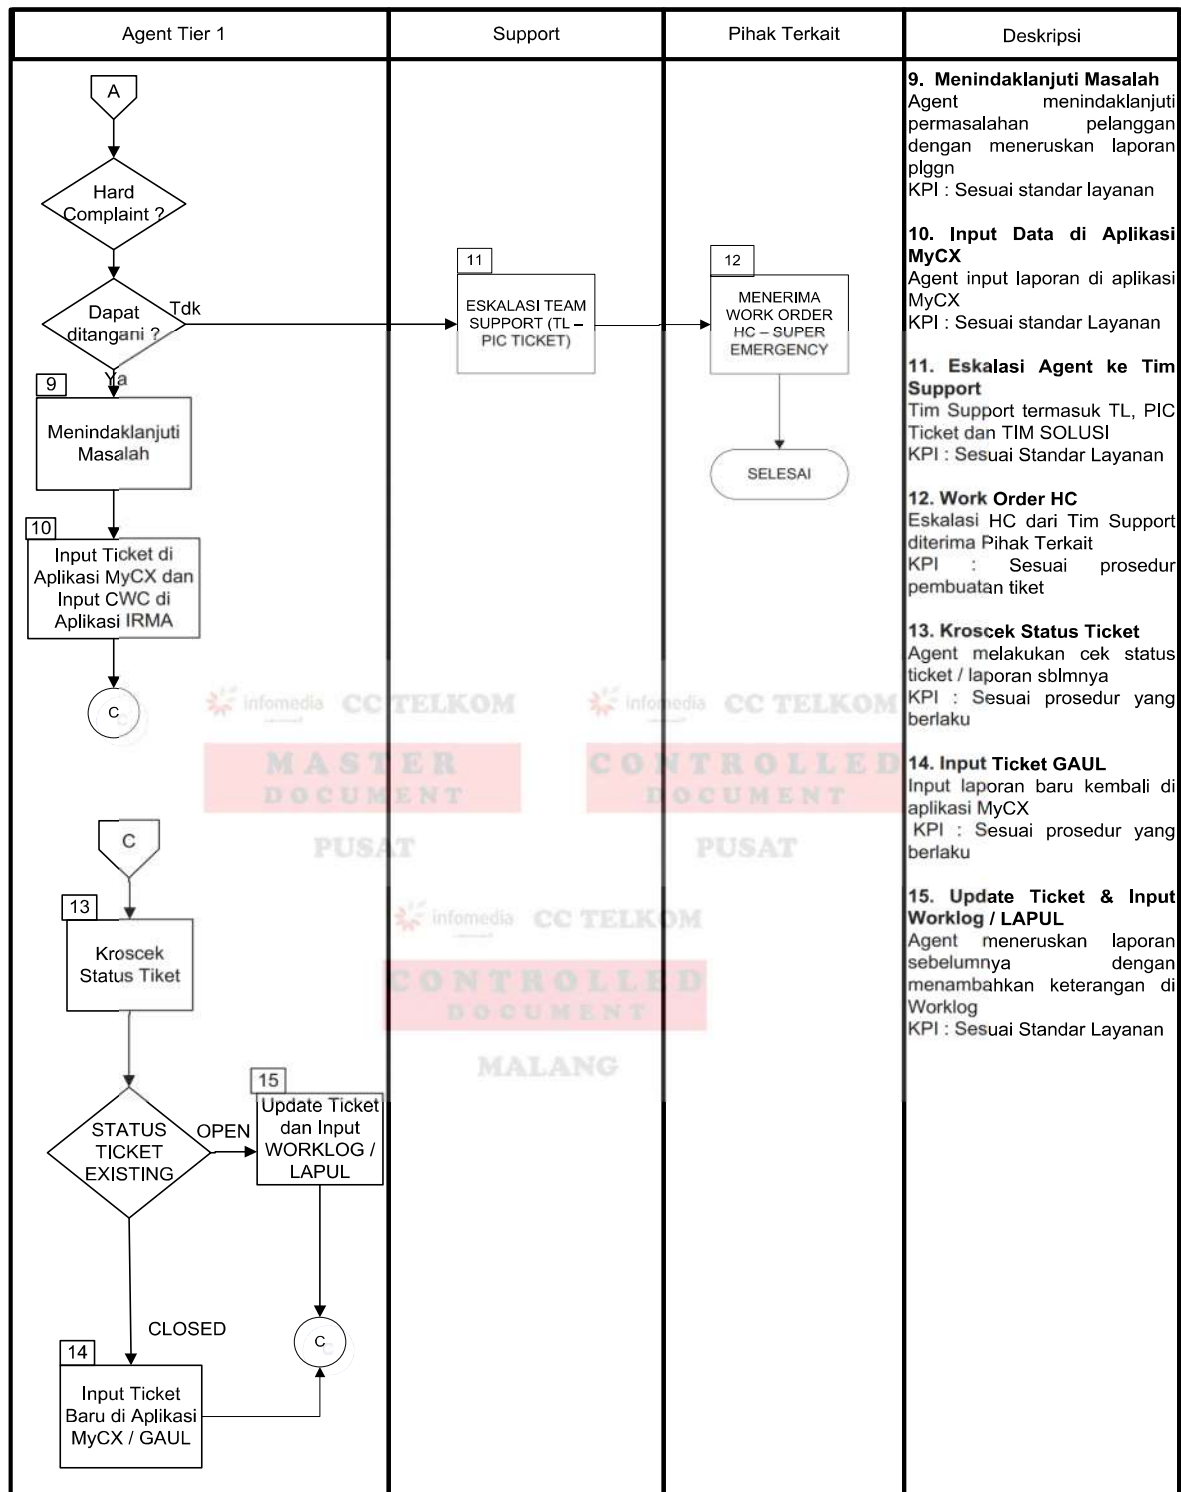 Agent Tier 1
Support
Pihak Terkait
Deskripsi
A
Hard
Complaint ?
Dapat
ditangani ?
Tdk
Ya
9
Menindaklanjuti
Masalah
10
Input Ticket di
Aplikasi MyCX dan
Input CWC di
Aplikasi IRMA
C
11
ESKALASI TEAM
SUPPORT (TL –
PIC TICKET)
12
MENERIMA
WORK ORDER
HC – SUPER
EMERGENCY
SELESAI
C
13
Kroscek
Status Tiket
STATUS
TICKET
EXISTING
OPEN
15
Update Ticket
dan Input
WORKLOG /
LAPUL
C
CLOSED
14
Input Ticket
Baru di Aplikasi
MyCX / GAUL
9. Menindaklanjuti Masalah
Agent menindaklanjuti
permasalahan pelanggan
dengan meneruskan laporan
plggn
KPI : Sesuai standar layanan
10. Input Data di Aplikasi
MyCX
Agent input laporan di aplikasi
MyCX
KPI : Sesuai standar Layanan
11. Eskalasi Agent ke Tim
Support
Tim Support termasuk TL, PIC
Ticket dan TIM SOLUSI
KPI : Sesuai Standar Layanan
12. Work Order HC
Eskalasi HC dari Tim Support
diterima Pihak Terkait
KPI : Sesuai prosedur
pembuatan tiket
13. Kroscek Status Ticket
Agent melakukan cek status
ticket / laporan sblmnya
KPI : Sesuai prosedur yang
berlaku
14. Input Ticket GAUL
Input laporan baru kembali di
aplikasi MyCX
KPI : Sesuai prosedur yang
berlaku
15. Update Ticket & Input
Worklog / LAPUL
Agent meneruskan laporan
sebelumnya dengan
menambahkan keterangan di
Worklog
KPI : Sesuai Standar Layanan
infomedia CC TELKOM
MASTER
DOCUMENT
PUSAT
infomedia CC TELKOM
CONTROLLED
DOCUMENT
PUSAT
infomedia CC TELKOM
CONTROLLED
DOCUMENT
MALANG